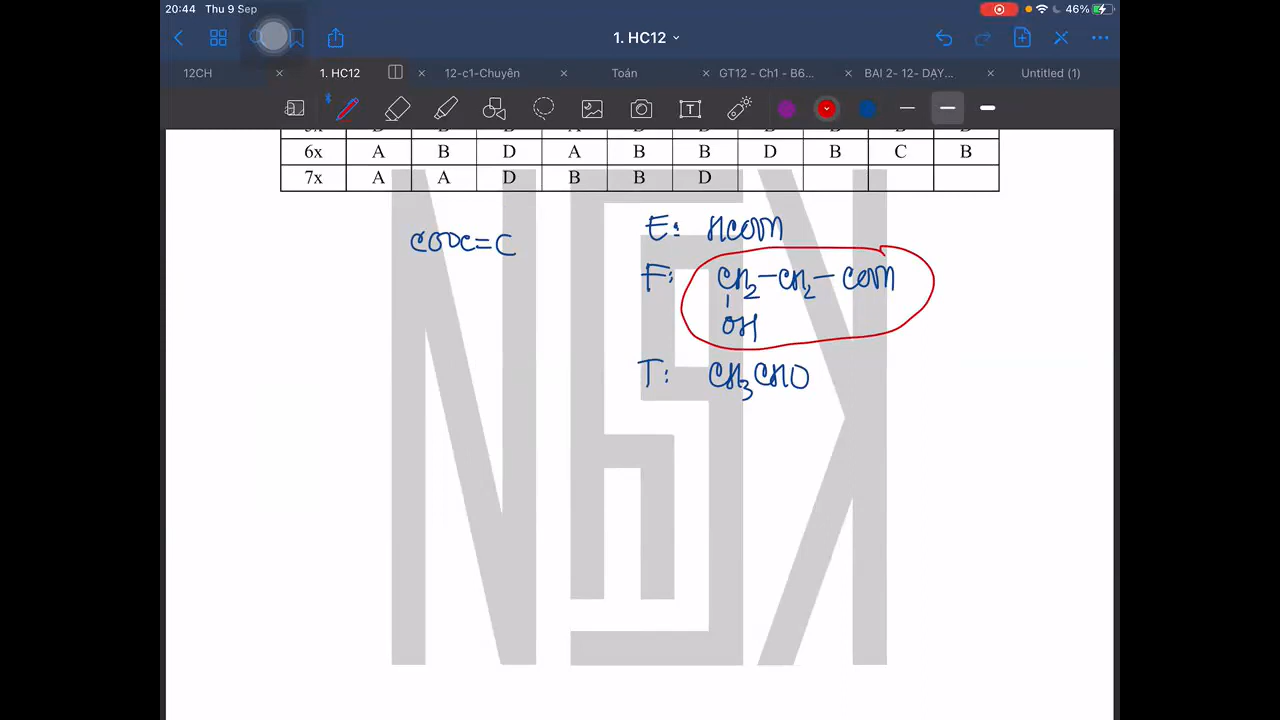 20:44 Thu 9 Sep 46%
1. HC12
12CH 1. HC12 12-c1-Chuyên Toán GT12 - Ch1 - B6... BAI 2- 12- DAY... Untitled (1)
6x A B D A B B D B C B
7x A A D B B D
COOC=C
E: HCOOH
F: CH2-CH2-COOH
OH
T: CH3CHO